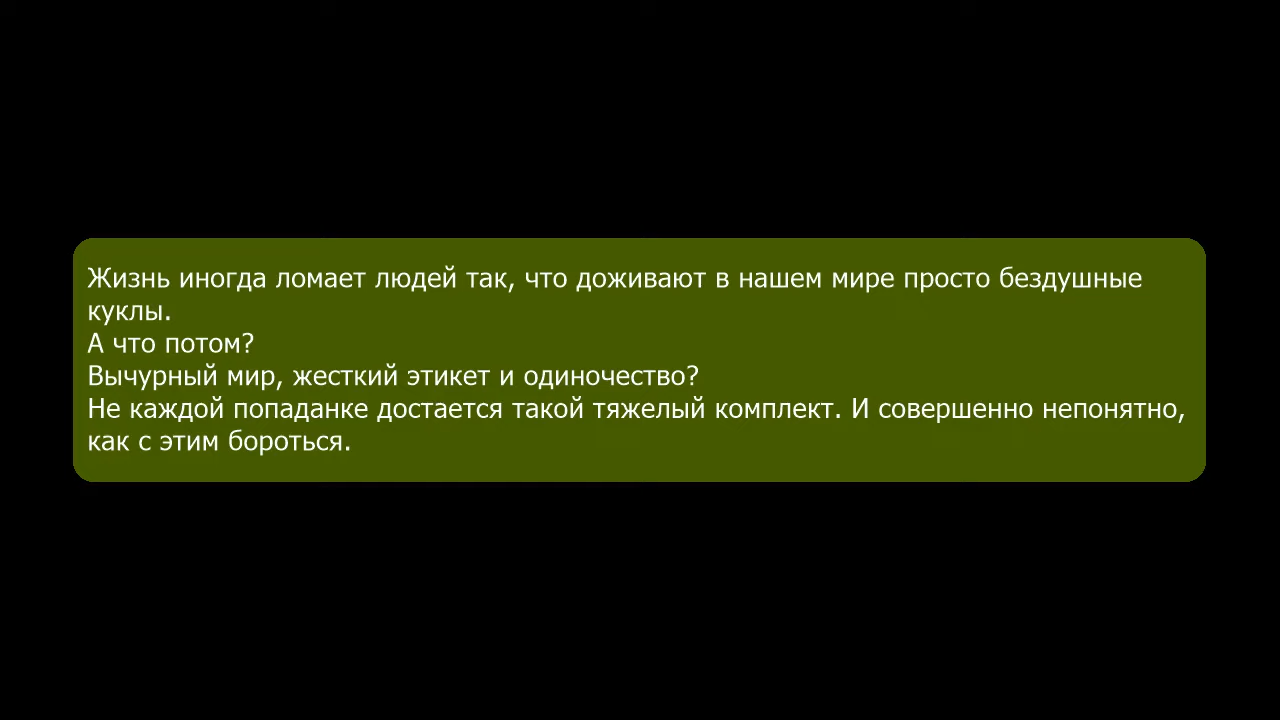 Жизнь иногда ломает людей так, что доживают в нашем мире просто бездушные
куклы.
А что потом?
Вычурный мир, жесткий этикет и одиночество?
Не каждой попаданке достается такой тяжелый комплект. И совершенно непонятно,
как с этим бороться.